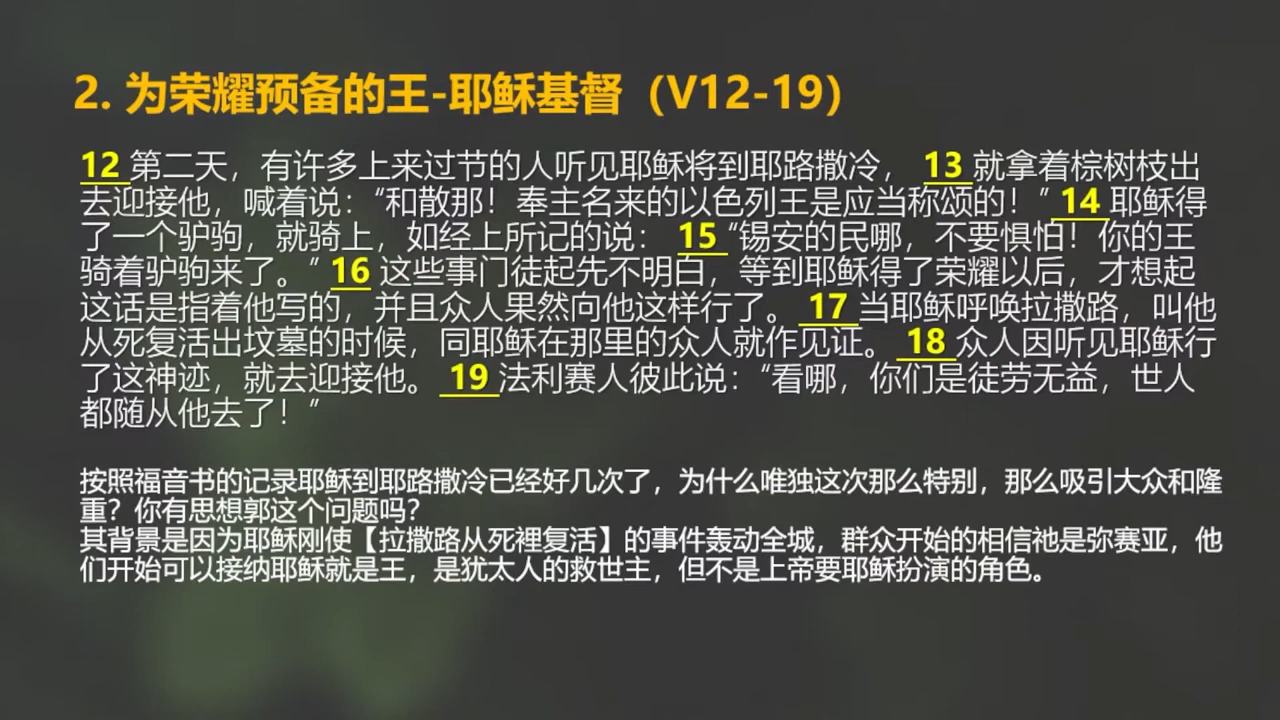 2. 为荣耀预备的王-耶稣基督（V12-19）
12 第二天，有许多上来过节的人听见耶稣将到耶路撒冷， 13 就拿着棕树枝出
去迎接他，喊着说：“和散那！奉主名来的以色列王是应当称颂的！” 14 耶稣得
了一个驴驹，就骑上，如经上所记的说： 15 “锡安的民哪，不要惧怕！你的王
骑着驴驹来了。” 16 这些事门徒起先不明白，等到耶稣得了荣耀以后，才想起
这话是指着他写的，并且众人果然向他这样行了。 17 当耶稣呼唤拉撒路，叫他
从死复活出坟墓的时候，同耶稣在那里的众人就作见证。 18 众人因听见耶稣行
了这神迹，就去迎接他。 19 法利赛人彼此说：“看哪，你们是徒劳无益，世人
都随从他去了！”
按照福音书的记录耶稣到耶路撒冷已经好几次了，为什么唯独这次那么特别，那么吸引大众和隆
重？你有思想郭这个问题吗？
其背景是因为耶稣刚使【拉撒路从死裡复活】的事件轰动全城，群众开始的相信祂是弥赛亚，他
们开始可以接纳耶稣就是王，是犹太人的救世主，但不是上帝要耶稣扮演的角色。